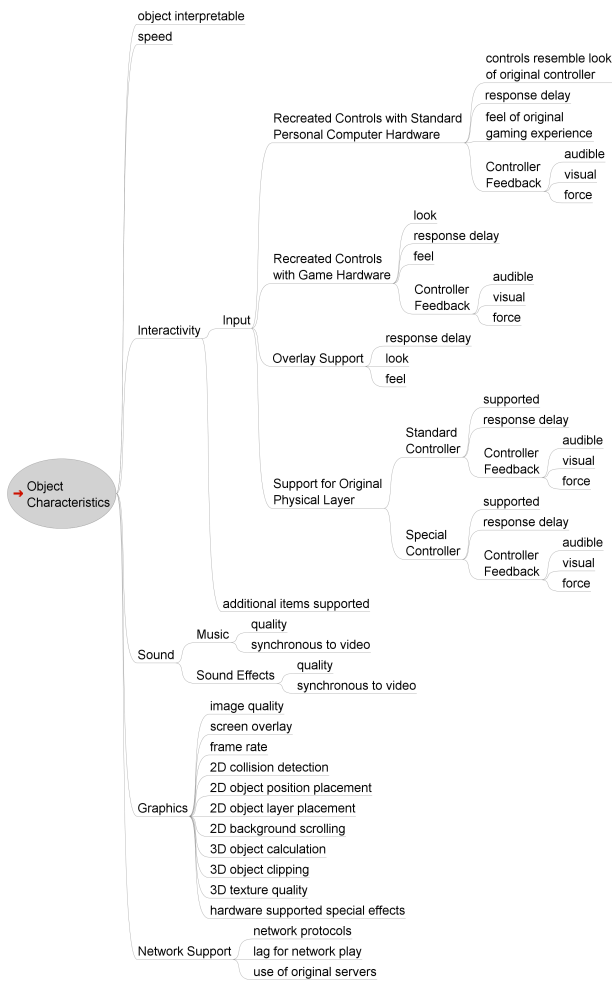 object interpretable
speed
controls resemble look
of original controller
response delay
Recreated Controls with Standard
Personal Computer Hardware
feel of original
gaming experience
Controller
Feedback
audible
visual
force
look
response delay
feel
Recreated Controls
with Game Hardware
Controller
Feedback
audible
visual
force
Interactivity
Input
Overlay Support
response delay
look
feel
Support for Original
Physical Layer
Standard
Controller
supported
response delay
Controller
Feedback
audible
visual
force
Special
Controller
supported
response delay
Controller
Feedback
audible
visual
force
additional items supported
Object
Characteristics
Sound
Music
quality
synchronous to video
Sound Effects
quality
synchronous to video
Graphics
image quality
screen overlay
frame rate
2D collision detection
2D object position placement
2D object layer placement
2D background scrolling
3D object calculation
3D object clipping
3D texture quality
hardware supported special effects
Network Support
network protocols
lag for network play
use of original servers